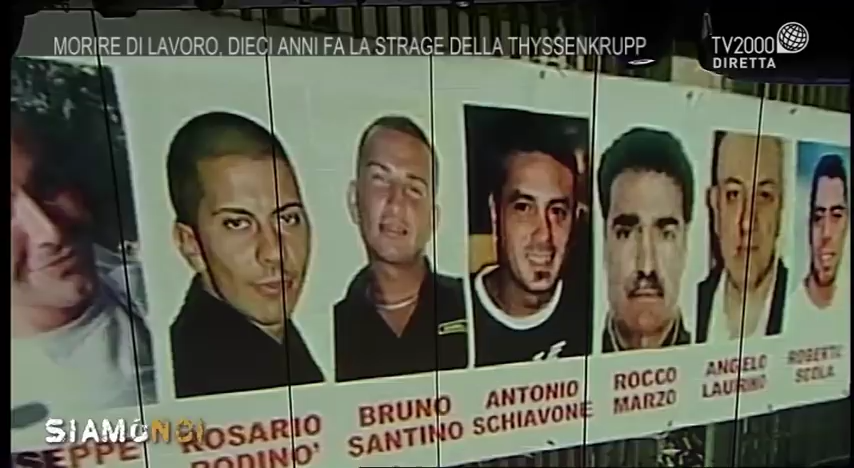 MORIRE DI LAVORO, DIECI ANNI FA LA STRAGE DELLA THYSSENKRUPP
TV2000
DIRETTA
SEPPE
ROSARIO
RODINO'
BRUNO
SANTINO
ANTONIO
SCHIAVONE
ROCCO
MARZO
ANGELO
LAURINO
ROBERTO
SCOLA
SIAMO NOI